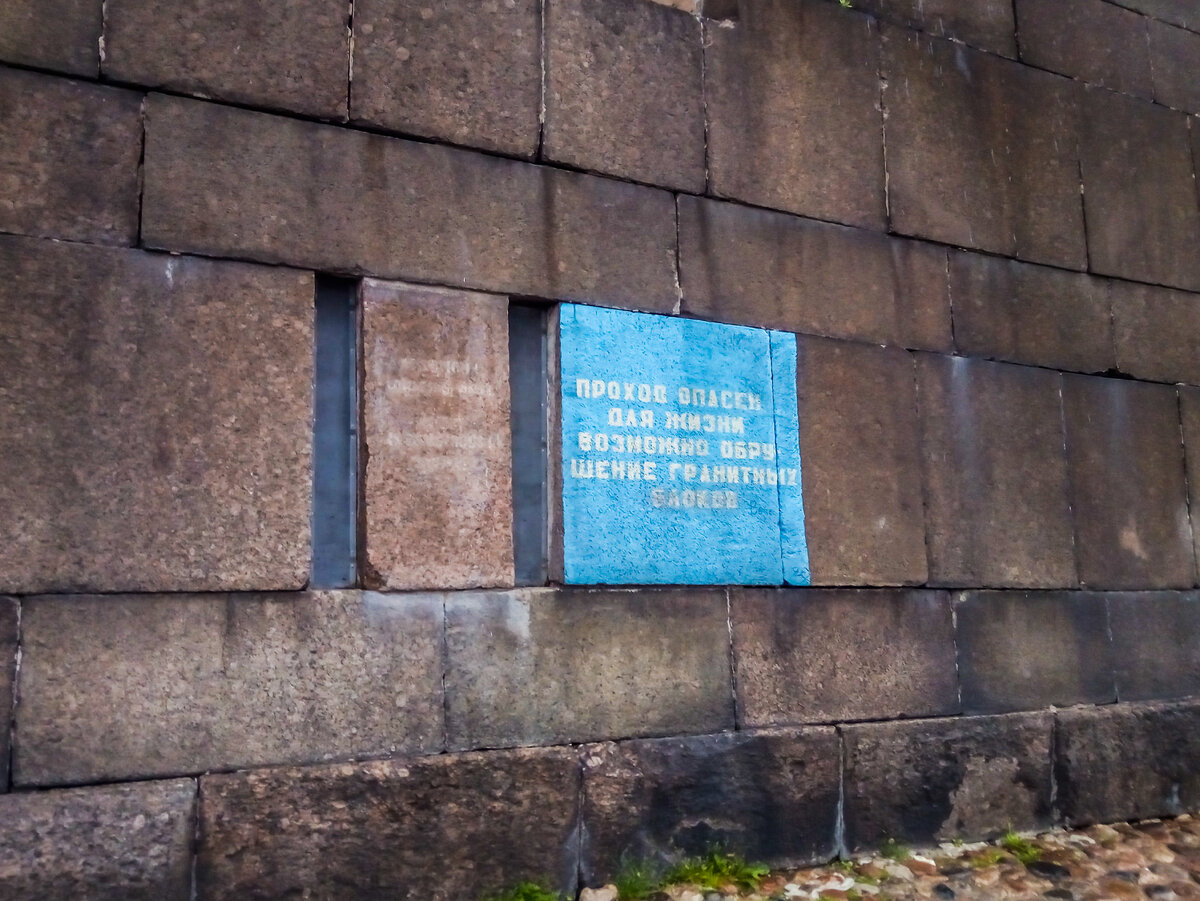 ПРОХОД ОПАСЕН
ДЛЯ ЖИЗНИ
ВОЗМОЖНО ОБРУ
ШЕНИЕ ГРАНИТНЫХ
БЛОКОВ